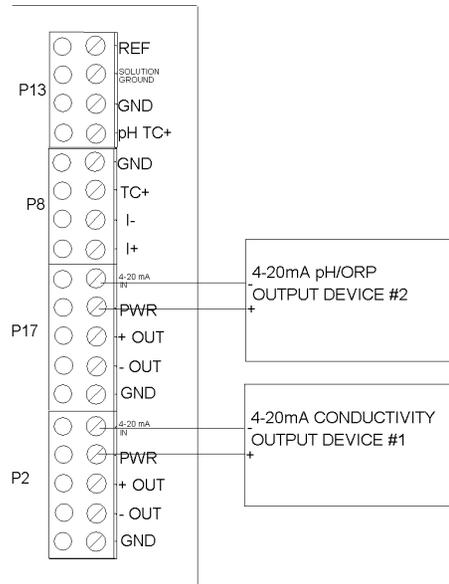 P13
REF
SOLUTION
GROUND
GND
pH TC+
P8
GND
TC+
I-
I+
P17
4-20 mA
IN
PWR
+ OUT
- OUT
GND
4-20mA pH/ORP
OUTPUT DEVICE #2
-
+
P2
4-20 mA
IN
PWR
+ OUT
- OUT
GND
4-20mA CONDUCTIVITY
OUTPUT DEVICE #1
-
+